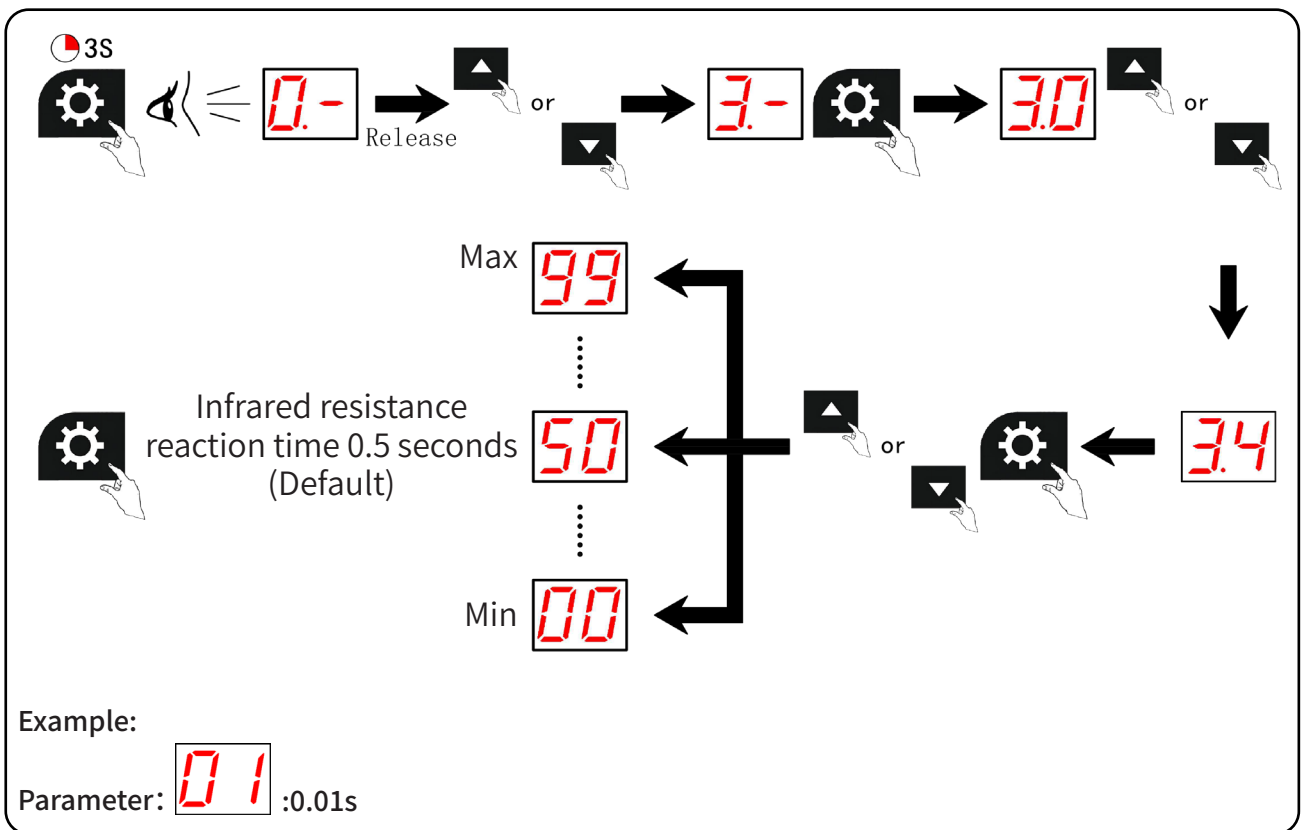 3S
0.-
Release
or
3.-
3.0
or
Max
99
Infrared resistance
reaction time 0.5 seconds
(Default)
50
or
3.4
Min
00
Example:
Parameter: 01 :0.01s